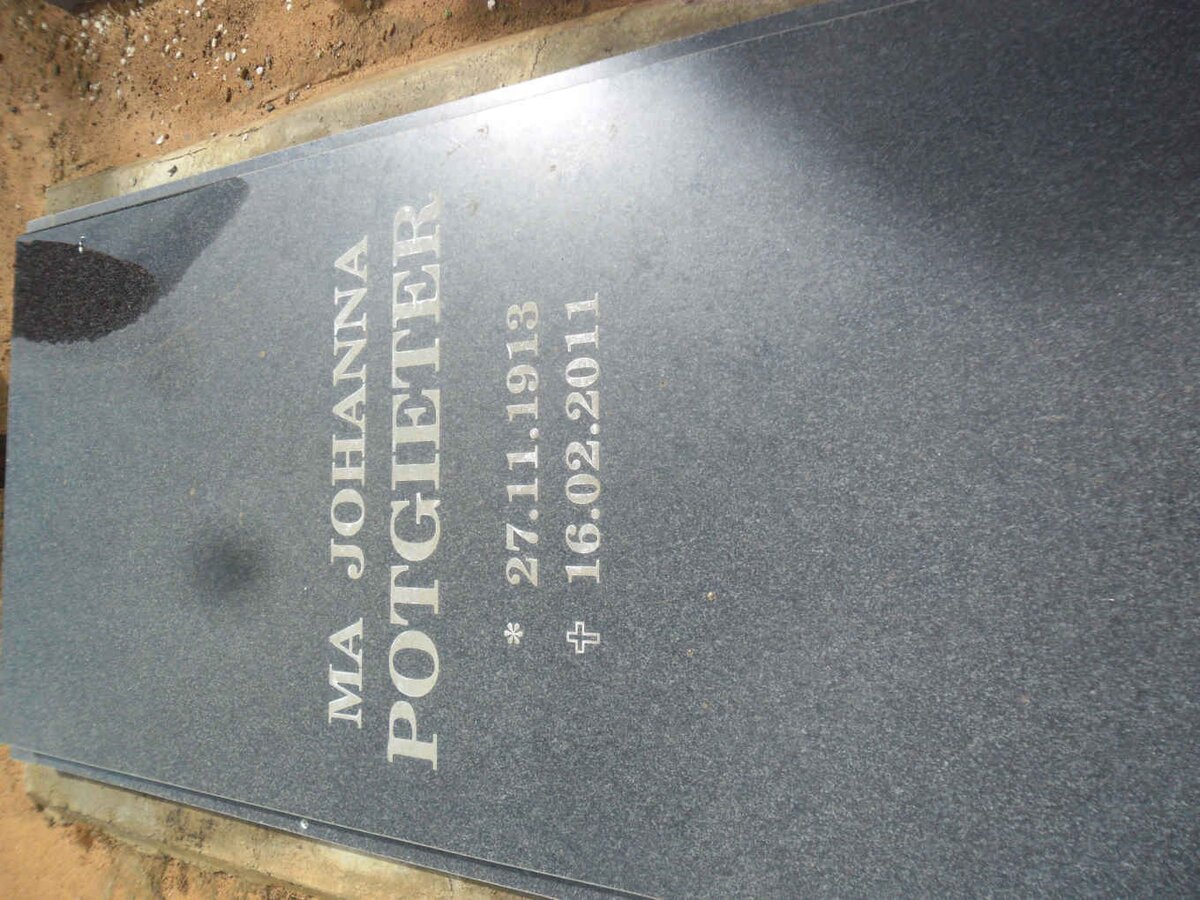 MA JOHANNA
POTGIETER
* 27.11.1913
✝ 16.02.2011